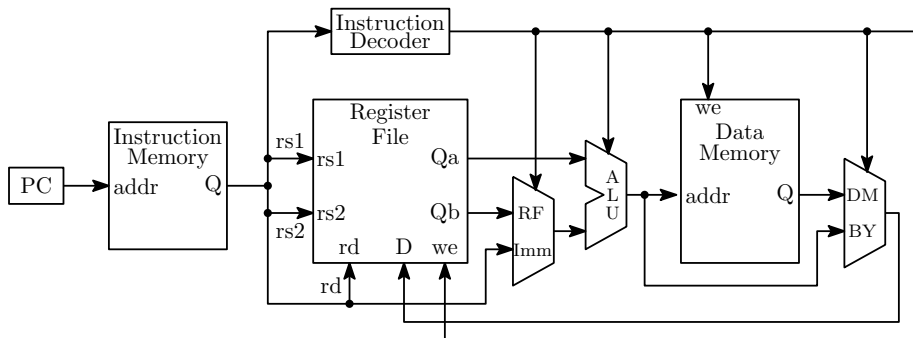 Instruction
Decoder
Instruction
Memory
addr
Q
PC
rs1
rs2
rd
Register
File
rs1
rs2
rd
D
we
Qa
Qb
RF
Imm
A
L
U
we
Data
Memory
addr
Q
DM
BY